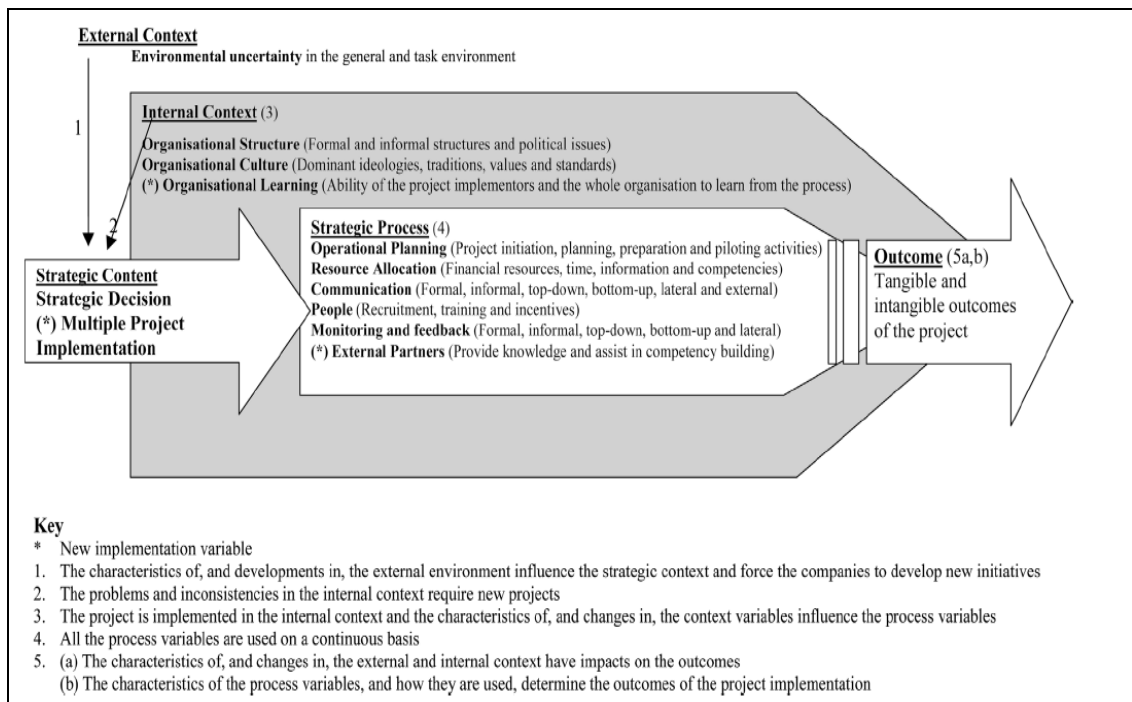 External Context
Environmental uncertainty in the general and task environment
1
Internal Context (3)
Organisational Structure (Formal and informal structures and political issues)
Organisational Culture (Dominant ideologies, traditions, values and standards)
(*) Organisational Learning (Ability of the project implementors and the whole organisation to learn from the process)
2
Strategic Content
Strategic Decision
(*) Multiple Project
Implementation
Strategic Process (4)
Operational Planning (Project initiation, planning, preparation and piloting activities)
Resource Allocation (Financial resources, time, information and competencies)
Communication (Formal, informal, top-down, bottom-up, lateral and external)
People (Recruitment, training and incentives)
Monitoring and feedback (Formal, informal, top-down, bottom-up and lateral)
(*) External Partners (Provide knowledge and assist in competency building)
Outcome (5a,b)
Tangible and
intangible outcomes
of the project
Key
* New implementation variable
1. The characteristics of, and developments in, the external environment influence the strategic context and force the companies to develop new initiatives
2. The problems and inconsistencies in the internal context require new projects
3. The project is implemented in the internal context and the characteristics of, and changes in, the context variables influence the process variables
4. All the process variables are used on a continuous basis
5. (a) The characteristics of, and changes in, the external and internal context have impacts on the outcomes
(b) The characteristics of the process variables, and how they are used, determine the outcomes of the project implementation